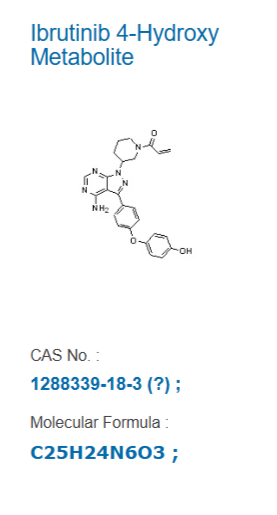 Ibrutinib 4-Hydroxy
Metabolite
O
N
N
N
N
N
NH2
O
OH
CAS No. :
1288339-18-3 (?) ;
Molecular Formula :
C25H24N6O3 ;